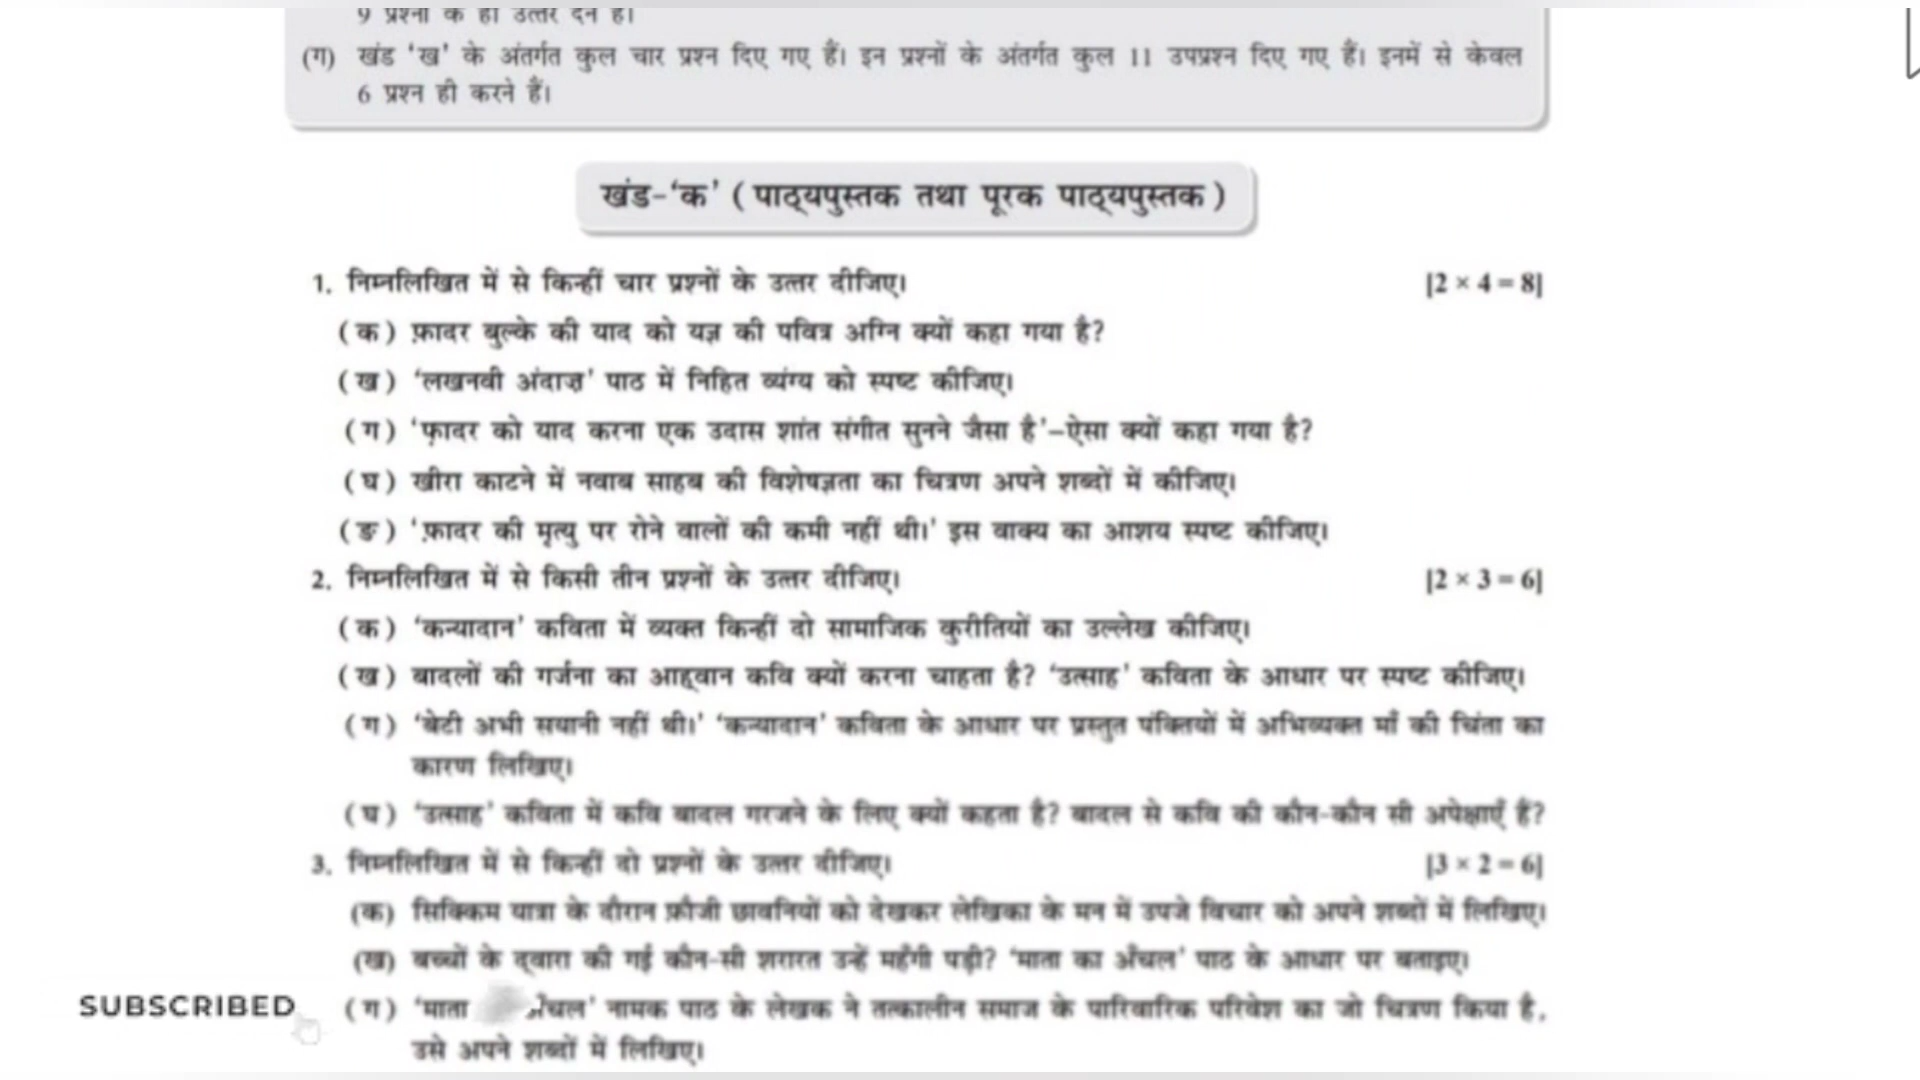 9 प्रश्नों के ही उत्तर देने हैं।
(ग) खंड 'ख' के अंतर्गत कुल चार प्रश्न दिए गए हैं। इन प्रश्नों के अंतर्गत कुल 11 उपप्रश्न दिए गए हैं। इनमें से केवल
6 प्रश्न ही करने हैं।
खंड-'क' ( पाठ्यपुस्तक तथा पूरक पाठ्यपुस्तक )
1. निम्नलिखित में से किन्हीं चार प्रश्नों के उत्तर दीजिए। [2 × 4 = 8]
( क ) फ़ादर बुल्के की याद को यज्ञ की पवित्र अग्नि क्यों कहा गया है?
( ख ) 'लखनवी अंदाज़' पाठ में निहित व्यंग्य को स्पष्ट कीजिए।
( ग ) 'फ़ादर को याद करना एक उदास शांत संगीत सुनने जैसा है'–ऐसा क्यों कहा गया है?
( घ ) खीरा काटने में नवाब साहब की विशेषज्ञता का चित्रण अपने शब्दों में कीजिए।
( ङ ) 'फ़ादर की मृत्यु पर रोने वालों की कमी नहीं थी।' इस वाक्य का आशय स्पष्ट कीजिए।
2. निम्नलिखित में से किसी तीन प्रश्नों के उत्तर दीजिए। [2 × 3 = 6]
( क ) 'कन्यादान' कविता में व्यक्त किन्हीं दो सामाजिक कुरीतियों का उल्लेख कीजिए।
( ख ) बादलों की गर्जना का आह्वान कवि क्यों करना चाहता है? 'उत्साह' कविता के आधार पर स्पष्ट कीजिए।
( ग ) 'बेटी अभी सयानी नहीं थी।' 'कन्यादान' कविता के आधार पर प्रस्तुत पंक्तियों में अभिव्यक्त माँ की चिंता का
कारण लिखिए।
( घ ) 'उत्साह' कविता में कवि बादल गरजने के लिए क्यों कहता है? बादल से कवि की कौन-कौन सी अपेक्षाएँ हैं?
3. निम्नलिखित में से किन्हीं दो प्रश्नों के उत्तर दीजिए। [3 × 2 = 6]
(क) सिक्किम यात्रा के दौरान फ़ौजी छावनियों को देखकर लेखिका के मन में उपजे विचार को अपने शब्दों में लिखिए।
(ख) बच्चों के द्वारा की गई कौन-सी शरारत उन्हें महँगी पड़ी? 'माता का अँचल' पाठ के आधार पर बताइए।
( ग ) 'माता नामक पाठ के लेखक ने तत्कालीन समाज के पारिवारिक परिवेश का जो चित्रण किया है,
उसे अपने शब्दों में लिखिए।
SUBSCRIBED